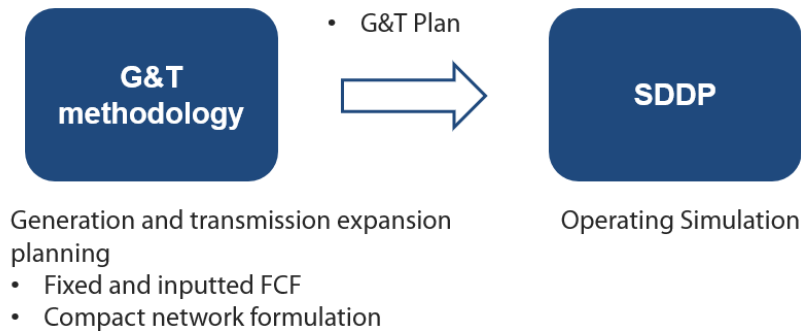 • G&T Plan
G&T
methodology
SDDP
Generation and transmission expansion
planning
• Fixed and inputted FCF
• Compact network formulation
Operating Simulation